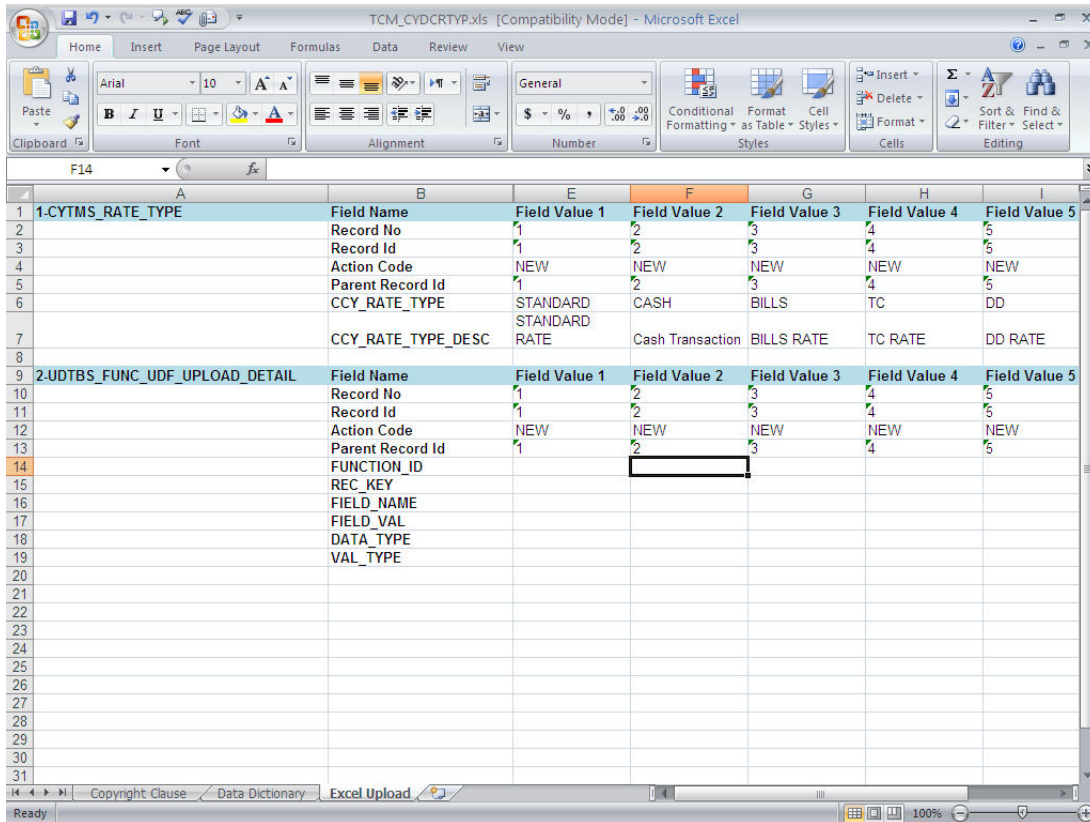 TCM_CYDCRTYP.xls [Compatibility Mode] - Microsoft Excel
Home Insert Page Layout Formulas Data Review View
Paste
Arial 10 A A
B I U A
General
$ % , .0 .00 .00 .0
Conditional Formatting
Format as Table
Cell Styles
Insert
Delete
Format
Σ
Sort & Filter
Find & Select
Clipboard Font Alignment Number Styles Cells Editing
F14 fx
A B E F G H I
1 1-CYTMS_RATE_TYPE Field Name Field Value 1 Field Value 2 Field Value 3 Field Value 4 Field Value 5
2 Record No 1 2 3 4 5
3 Record Id 1 2 3 4 5
4 Action Code NEW NEW NEW NEW NEW
5 Parent Record Id 1 2 3 4 5
6 CCY_RATE_TYPE STANDARD CASH BILLS TC DD
7 CCY_RATE_TYPE_DESC STANDARD RATE Cash Transaction BILLS RATE TC RATE DD RATE
8
9 2-UDTBS_FUNC_UDF_UPLOAD_DETAIL Field Name Field Value 1 Field Value 2 Field Value 3 Field Value 4 Field Value 5
10 Record No 1 2 3 4 5
11 Record Id 1 2 3 4 5
12 Action Code NEW NEW NEW NEW NEW
13 Parent Record Id 1 2 3 4 5
14 FUNCTION_ID
15 REC_KEY
16 FIELD_NAME
17 FIELD_VAL
18 DATA_TYPE
19 VAL_TYPE
20
21
22
23
24
25
26
27
28
29
30
31
Copyright Clause Data Dictionary Excel Upload
Ready 100%